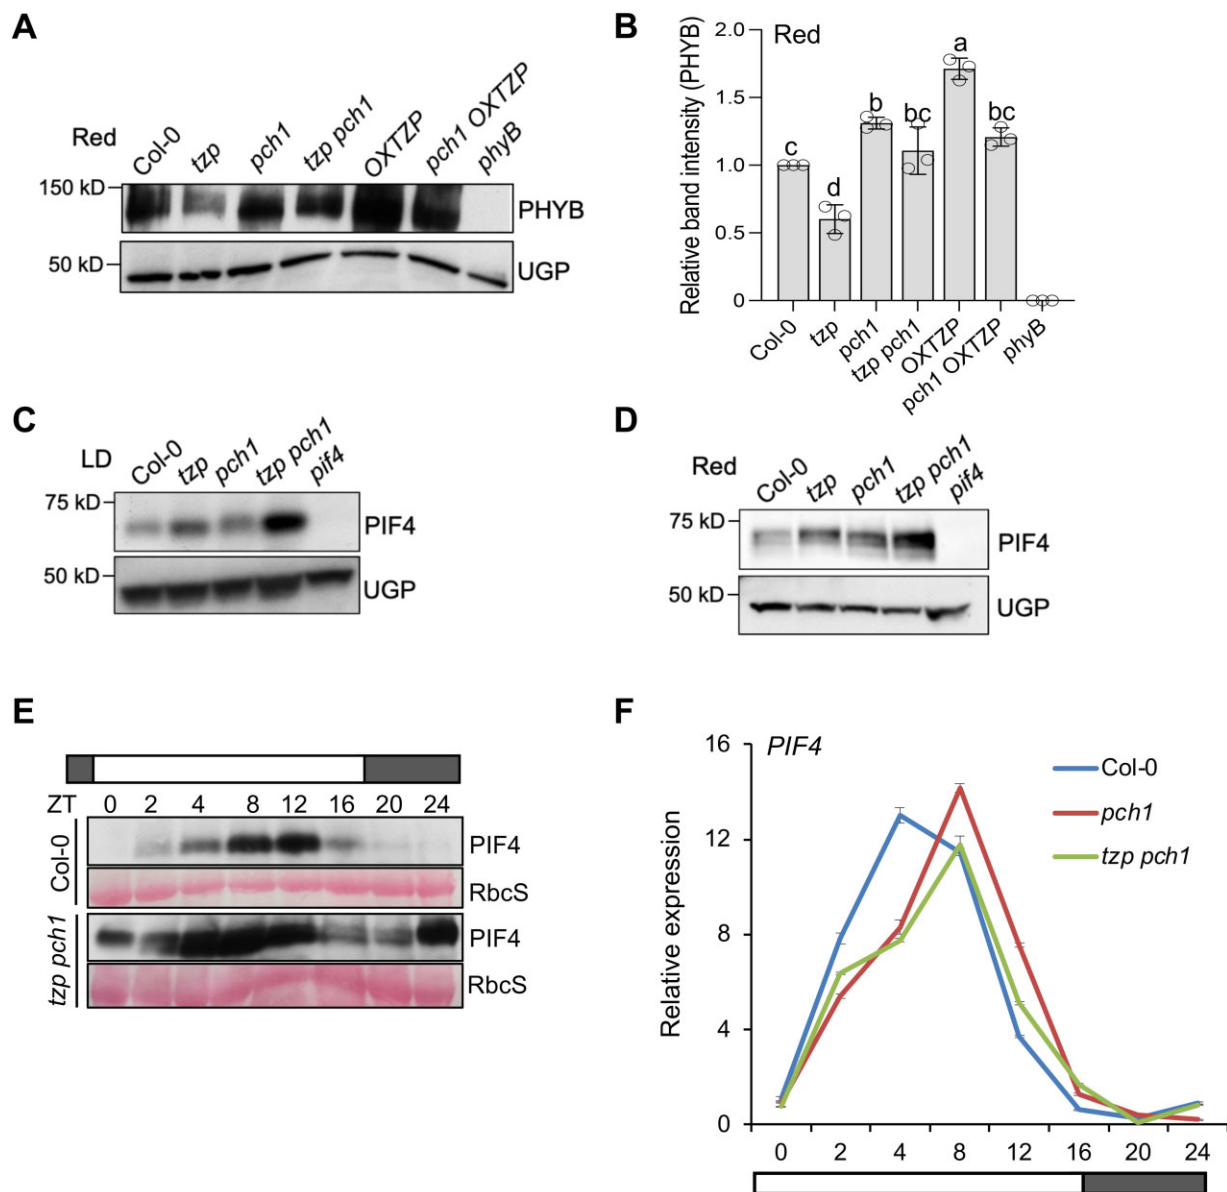 A
Red
Col-0 tzp pch1 tzp pch1 OXTZP pch1 OXTZP phyB
150 kD PHYB
50 kD UGP
B
Red
Relative band intensity (PHYB)
2.0
1.5
1.0
0.5
0
c d b bc a bc
Col-0 tzp pch1 tzp pch1 OXTZP pch1 OXTZP phyB
C
LD
Col-0 tzp pch1 tzp pch1 pif4
75 kD PIF4
50 kD UGP
D
Red
Col-0 tzp pch1 tzp pch1 pif4
75 kD PIF4
50 kD UGP
E
ZT 0 2 4 8 12 16 20 24
Col-0
PIF4
RbcS
tzp pch1
PIF4
RbcS
F
PIF4
Col-0
pch1
tzp pch1
Relative expression
16
12
8
4
0
0 2 4 8 12 16 20 24